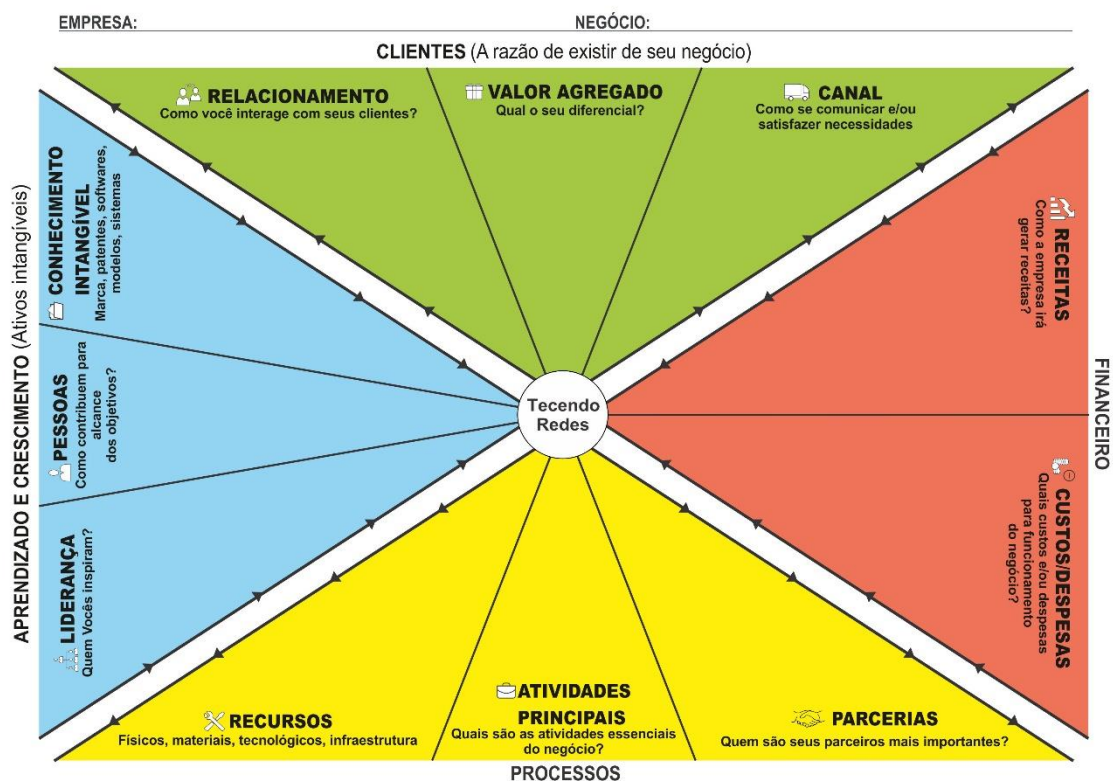 EMPRESA: NEGÓCIO:
CLIENTES (A razão de existir de seu negócio)
RELACIONAMENTO
Como você interage com seus clientes?
VALOR AGREGADO
Qual o seu diferencial?
CANAL
Como se comunicar e/ou
satisfazer necessidades
APRENDIZADO E CRESCIMENTO (Ativos intangíveis)
CONHECIMENTO
INTANGÍVEL
Marca, patentes, softwares,
modelos, sistemas
PESSOAS
Como contribuem para
alcance
dos objetivos?
LIDERANÇA
Quem Vocês inspiram?
Tecendo
Redes
FINANCEIRO
RECEITAS
Como a empresa irá
gerar receitas?
CUSTOS/DESPESAS
Quais custos e/ou despesas
para funcionamento
do negócio?
RECURSOS
Físicos, materiais, tecnológicos, infraestrutura
ATIVIDADES
PRINCIPAIS
Quais são as atividades essenciais
do negócio?
PARCERIAS
Quem são seus parceiros mais importantes?
PROCESSOS